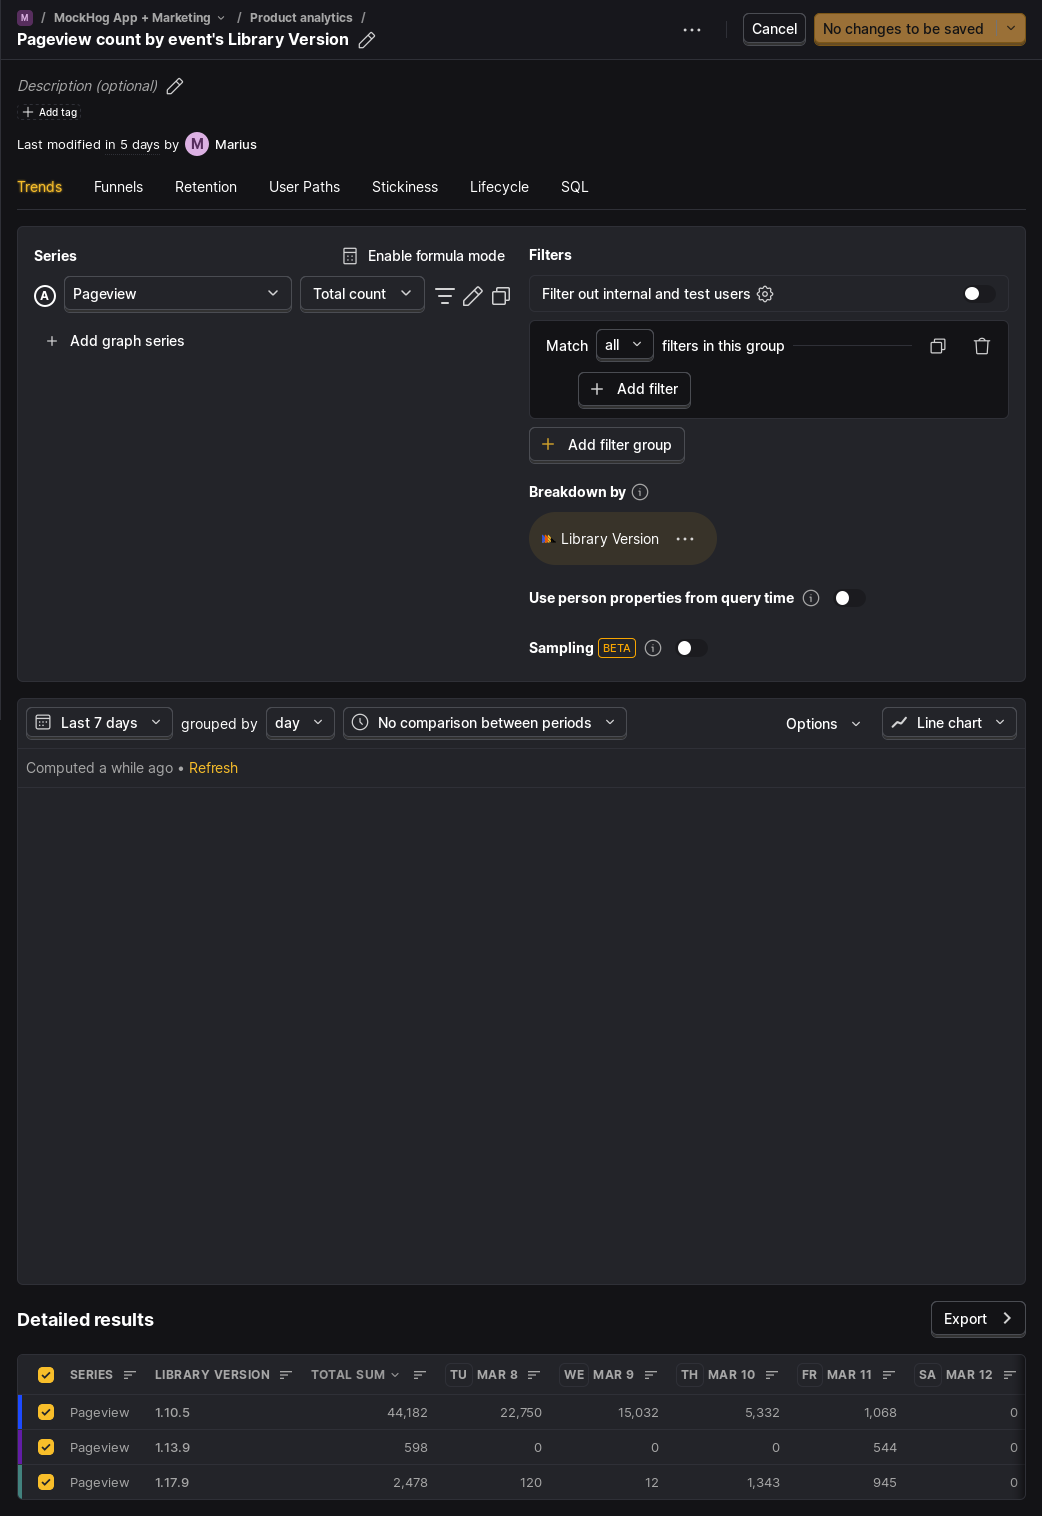 M / MockHog App + Marketing / Product analytics /
Pageview count by event's Library Version
Cancel
No changes to be saved
Description (optional)
Add tag
Last modified in 5 days by M Marius
Trends Funnels Retention User Paths Stickiness Lifecycle SQL
Series
Enable formula mode
A Pageview Total count
Add graph series
Filters
Filter out internal and test users
Match all filters in this group
Add filter
Add filter group
Breakdown by
Library Version
Use person properties from query time
Sampling BETA
Last 7 days grouped by day No comparison between periods Options Line chart
Computed a while ago • Refresh
Detailed results
Export
SERIES LIBRARY VERSION TOTAL SUM TU MAR 8 WE MAR 9 TH MAR 10 FR MAR 11 SA MAR 12
Pageview 1.10.5 44,182 22,750 15,032 5,332 1,068 0
Pageview 1.13.9 598 0 0 0 544 0
Pageview 1.17.9 2,478 120 12 1,343 945 0